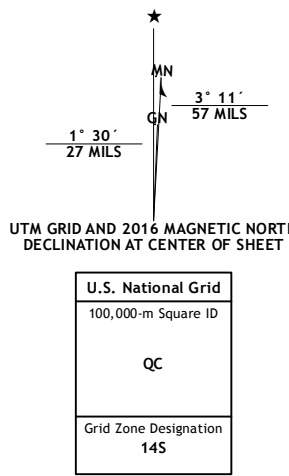 ★
MN
3° 11´
57 MILS
GN
1° 30´
27 MILS
UTM GRID AND 2016 MAGNETIC NORTH
DECLINATION AT CENTER OF SHEET
U.S. National Grid
100,000-m Square ID
QC
Grid Zone Designation
14S